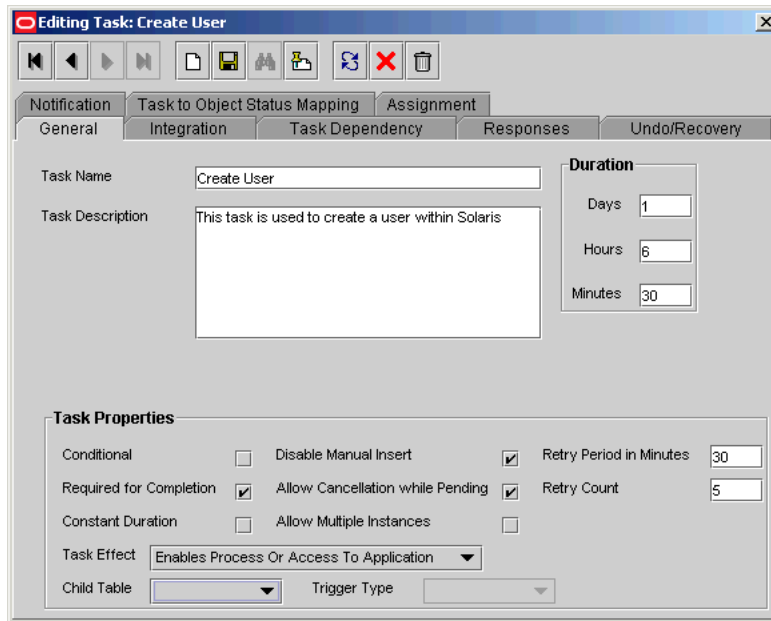 Editing Task: Create User
Notification Task to Object Status Mapping Assignment
General Integration Task Dependency Responses Undo/Recovery
Task Name Create User
Task Description This task is used to create a user within Solaris
Duration
Days 1
Hours 6
Minutes 30
Task Properties
Conditional Disable Manual Insert Retry Period in Minutes 30
Required for Completion Allow Cancellation while Pending Retry Count 5
Constant Duration Allow Multiple Instances
Task Effect Enables Process Or Access To Application
Child Table Trigger Type